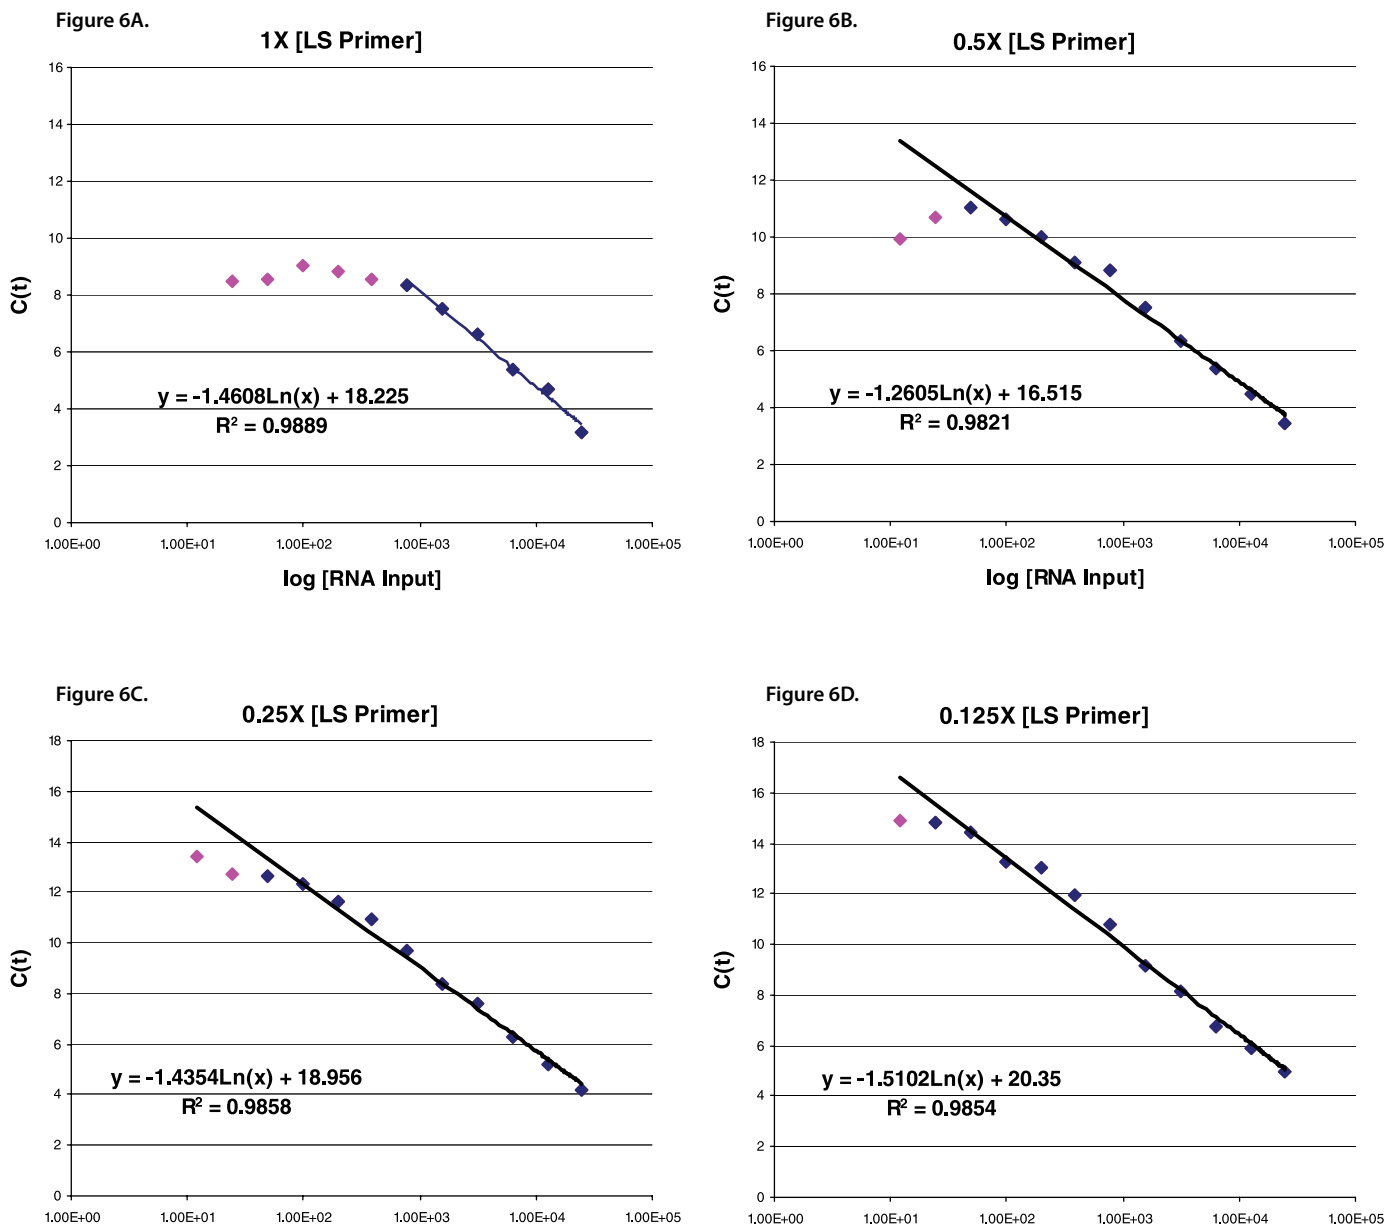 Figure 6A.
1X [LS Primer]
16
14
12
10
8
6
4
2
0
C(t)
y = -1.4608Ln(x) + 18.225
R² = 0.9889
1.00E+00 1.00E+01 1.00E+02 1.00E+03 1.00E+04 1.00E+05
log [RNA Input]
Figure 6B.
0.5X [LS Primer]
16
14
12
10
8
6
4
2
0
C(t)
y = -1.2605Ln(x) + 16.515
R² = 0.9821
1.00E+00 1.00E+01 1.00E+02 1.00E+03 1.00E+04 1.00E+05
log [RNA Input]
Figure 6C.
0.25X [LS Primer]
18
16
14
12
10
8
6
4
2
0
C(t)
y = -1.4354Ln(x) + 18.956
R² = 0.9858
1.00E+00 1.00E+01 1.00E+02 1.00E+03 1.00E+04 1.00E+05
Figure 6D.
0.125X [LS Primer]
18
16
14
12
10
8
6
4
2
0
C(t)
y = -1.5102Ln(x) + 20.35
R² = 0.9854
1.00E+00 1.00E+01 1.00E+02 1.00E+03 1.00E+04 1.00E+05